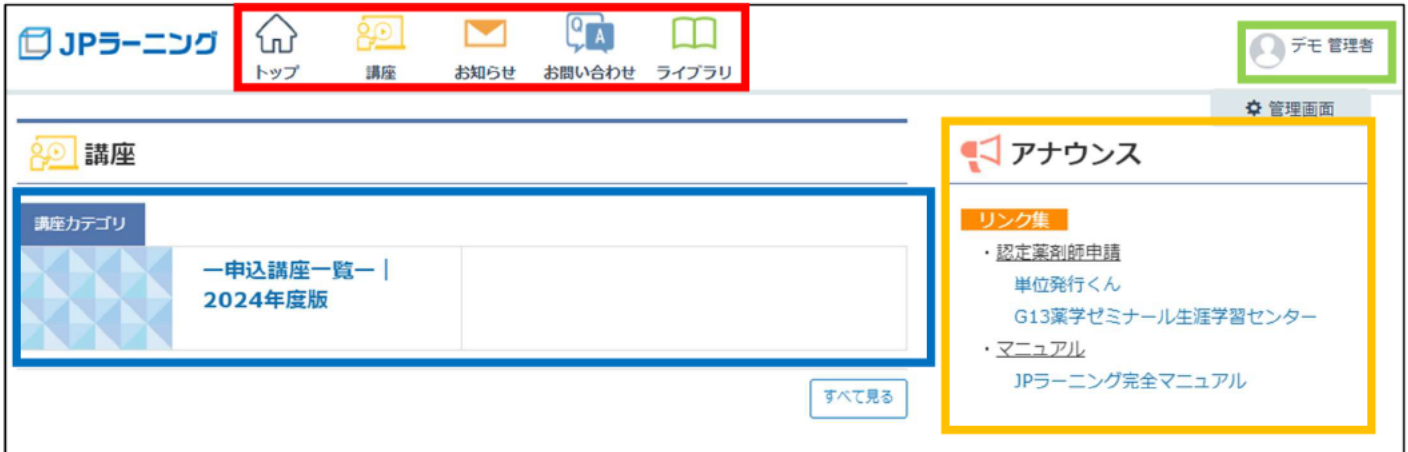 JPラーニング
トップ
講座
お知らせ
Q A
お問い合わせ
ライブラリ
デモ 管理者
管理画面
講座
講座カテゴリ
ー申込講座一覧ー｜
2024年度版
すべて見る
アナウンス
リンク集
・認定薬剤師申請
単位発行くん
G13薬学ゼミナール生涯学習センター
・マニュアル
JPラーニング完全マニュアル